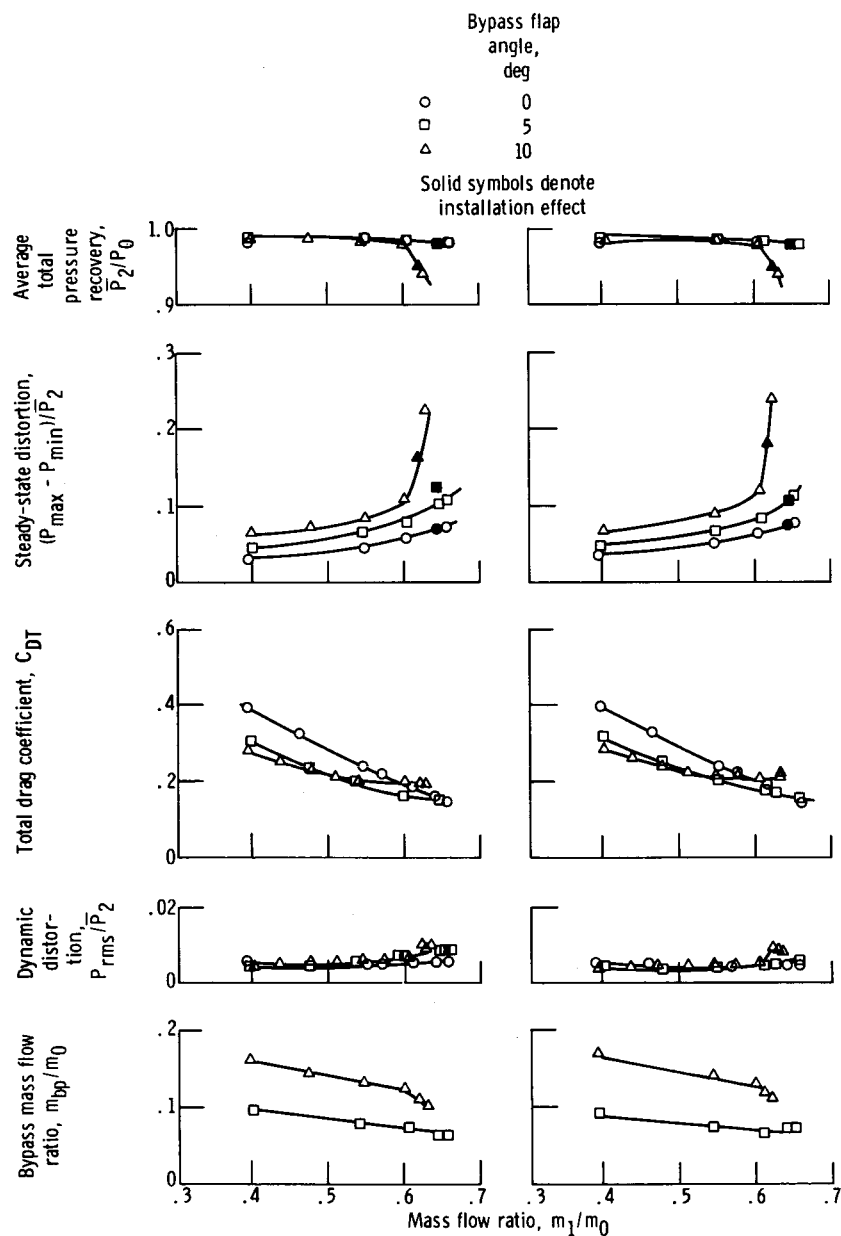 Bypass flap
angle,
deg
0
5
10
Solid symbols denote
installation effect
Average
total
pressure
recovery,
P̅2/P0
1.0
.9
Steady-state distortion,
(Pmax - Pmin)/P̅2
.3
.2
.1
0
Total drag coefficient, CDT
.6
.4
.2
0
Dynamic
distor-
tion,
Prms/P̅2
.02
0
Bypass mass flow
ratio, mbp/m0
.2
.1
0
.3 .4 .5 .6 .7
.3 .4 .5 .6 .7
Mass flow ratio, m1/m0